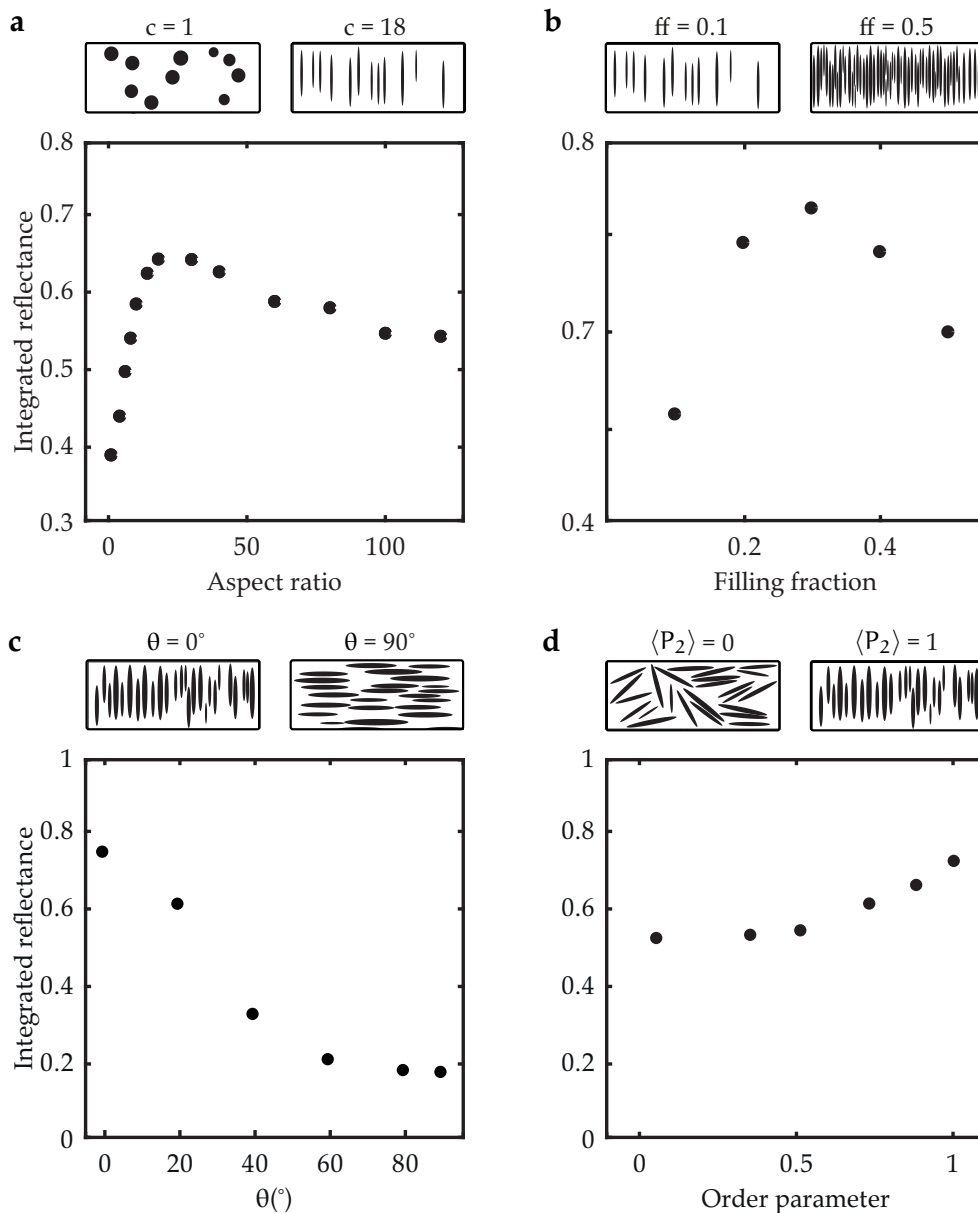 a
c = 1
c = 18
0.8
0.7
0.6
0.5
0.4
0.3
Integrated reflectance
0
50
100
Aspect ratio
b
ff = 0.1
ff = 0.5
0.8
0.7
0.4
0.2
0.4
Filling fraction
c
θ = 0°
θ = 90°
1
0.8
0.6
0.4
0.2
0
Integrated reflectance
0
20
40
60
80
θ(°)
d
⟨P₂⟩ = 0
⟨P₂⟩ = 1
1
0.8
0.6
0.4
0.2
0
0
0.5
1
Order parameter